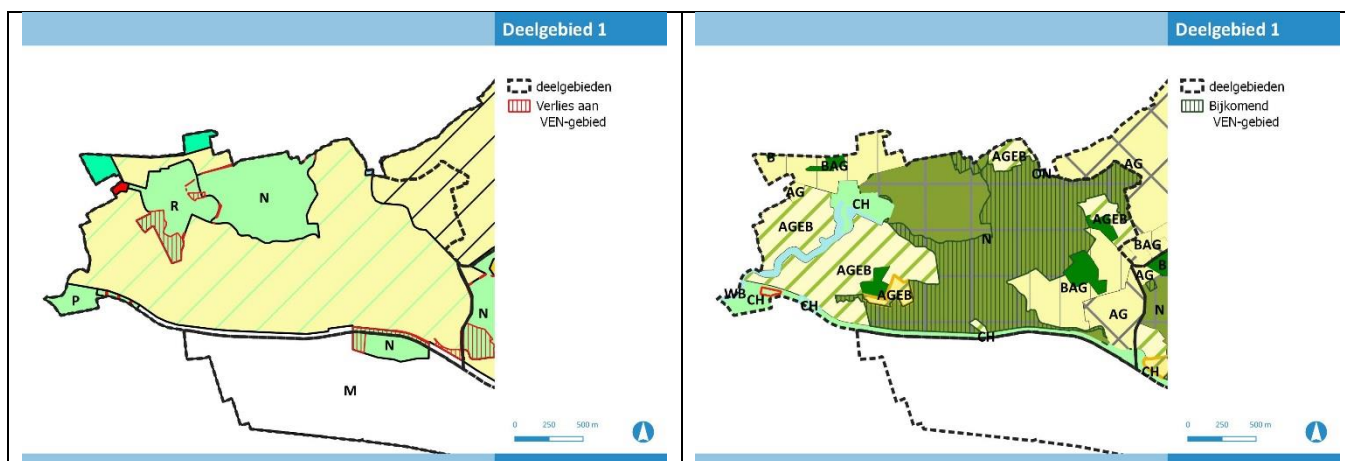 Deelgebied 1
deelgebieden
Verlies aan
VEN-gebied
R
N
P
N
N
M
0 250 500 m
Deelgebied 1
deelgebieden
Bijkomend
VEN-gebied
B
BAG
AGEB
ON
AG
AG
CH
AGEB
AGEB
N
BAG
AGEB
B
AG
WB
CH
CH
AGEB
BAG
AG
N
CH
CH
0 250 500 m